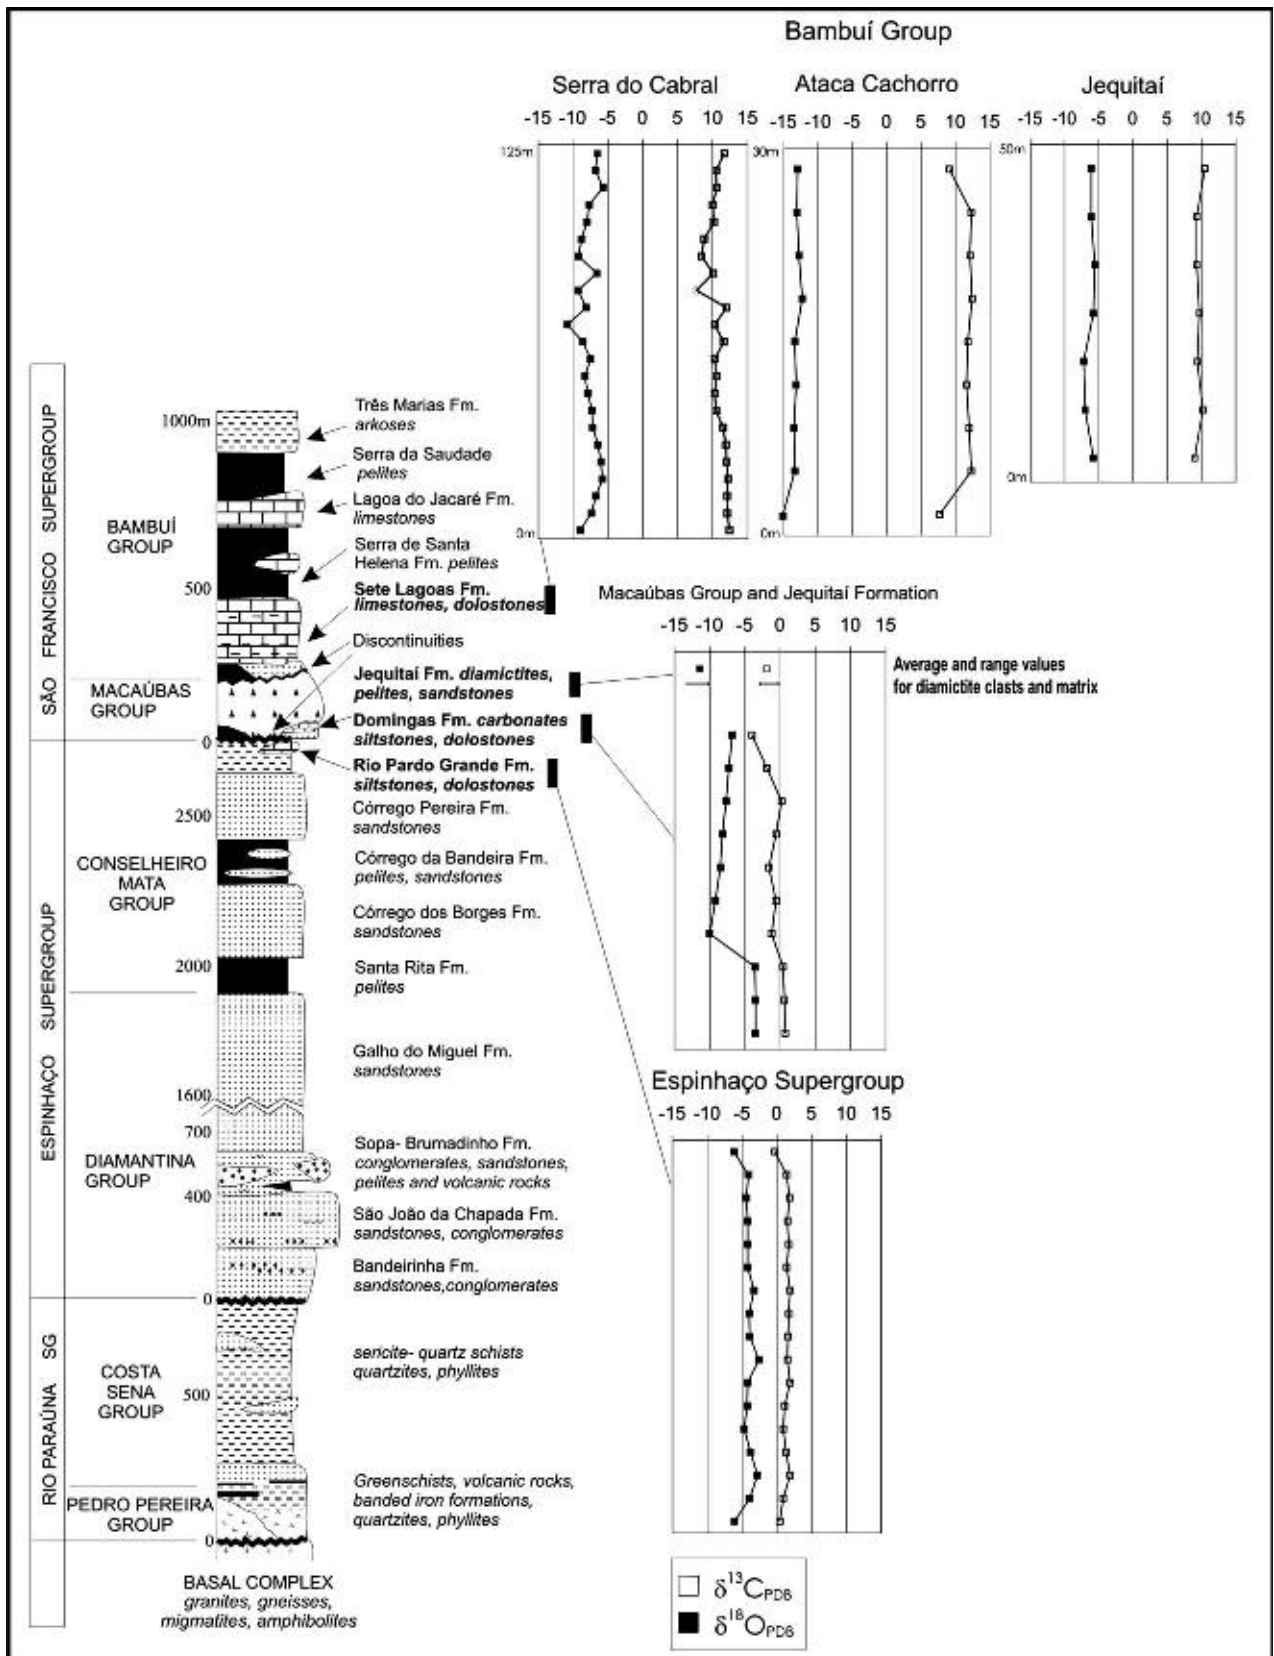 Bambuí Group
Serra do Cabral
Ataca Cachorro
Jequitaí
-15 -10 -5 0 5 10 15
-15 -10 -5 0 5 10 15
-15 -10 -5 0 5 10 15
125m
0m
30m
0m
50m
0m
SÃO FRANCISCO SUPERGROUP
BAMBUÍ
GROUP
MACAÚBAS
GROUP
1000m
500
0
Três Marias Fm.
arkoses
Serra da Saudade
pelites
Lagoa do Jacaré Fm.
limestones
Serra de Santa
Helena Fm. pelites
Sete Lagoas Fm.
limestones, dolostones
Discontinuities
Jequitaí Fm. diamictites,
pelites, sandstones
Domingas Fm. carbonates
siltstones, dolostones
Macaúbas Group and Jequitaí Formation
-15 -10 -5 0 5 10 15
Average and range values
for diamictite clasts and matrix
ESPINHAÇO SUPERGROUP
CONSELHEIRO
MATA
GROUP
DIAMANTINA
GROUP
2500
2000
1600
700
400
0
Rio Pardo Grande Fm.
siltstones, dolostones
Córrego Pereira Fm.
sandstones
Córrego da Bandeira Fm.
pelites, sandstones
Córrego dos Borges Fm.
sandstones
Santa Rita Fm.
pelites
Galho do Miguel Fm.
sandstones
Sopa- Brumadinho Fm.
conglomerates, sandstones,
pelites and volcanic rocks
São João da Chapada Fm.
sandstones, conglomerates
Bandeirinha Fm.
sandstones,conglomerates
Espinhaço Supergroup
-15 -10 -5 0 5 10 15
RIO PARAÚNA SG
COSTA
SENA
GROUP
PEDRO PEREIRA
GROUP
500
0
sericite- quartz schists
quartzites, phyllites
Greenschists, volcanic rocks,
banded iron formations,
quartzites, phyllites
BASAL COMPLEX
granites, gneisses,
migmatites, amphibolites
δ¹³C PDB
δ¹⁸O PDB